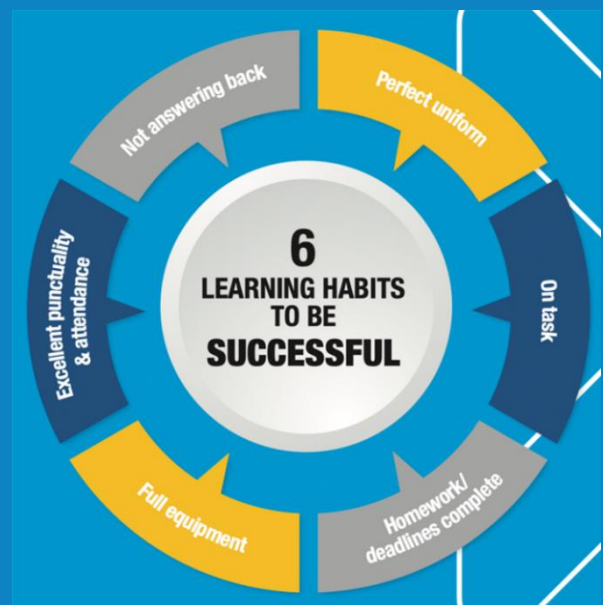 6
LEARNING HABITS
TO BE
SUCCESSFUL
Perfect uniform
On task
Homework/
deadlines complete
Full equipment
Excellent punctuality
& attendance
Not answering back